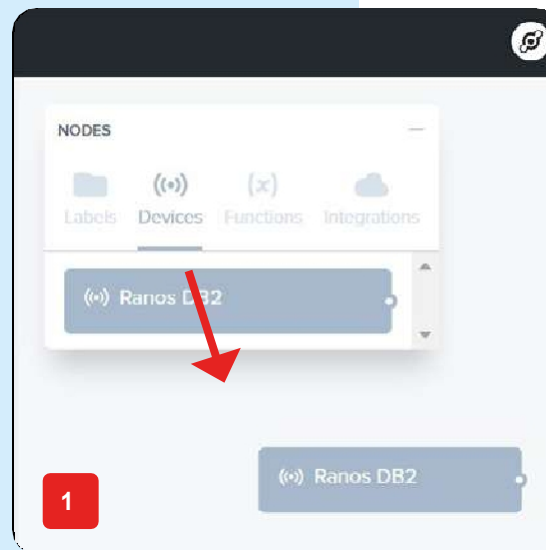 NODES
Labels Devices Functions Integrations
Ranos DB2
Ranos DB2
1